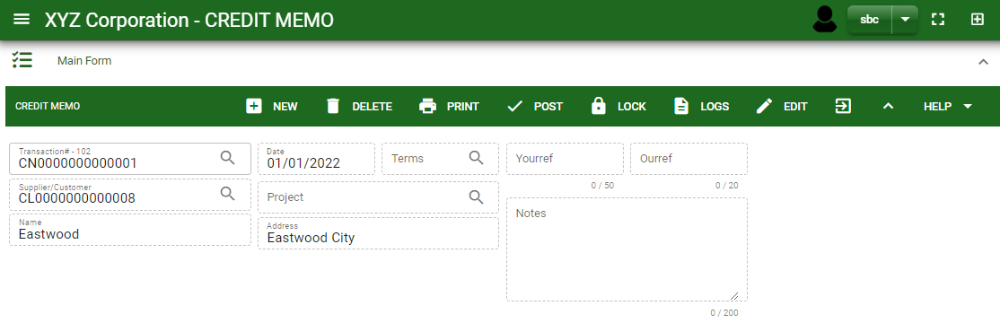 XYZ Corporation - CREDIT MEMO
sbc
Main Form
CREDIT MEMO
NEW
DELETE
PRINT
POST
LOCK
LOGS
EDIT
HELP
Transaction# - 102
CN0000000000001
Date
01/01/2022
Terms
Yourref
Ourref
0 / 50
0 / 20
Supplier/Customer
CL0000000000008
Project
Notes
Name
Eastwood
Address
Eastwood City
0 / 200